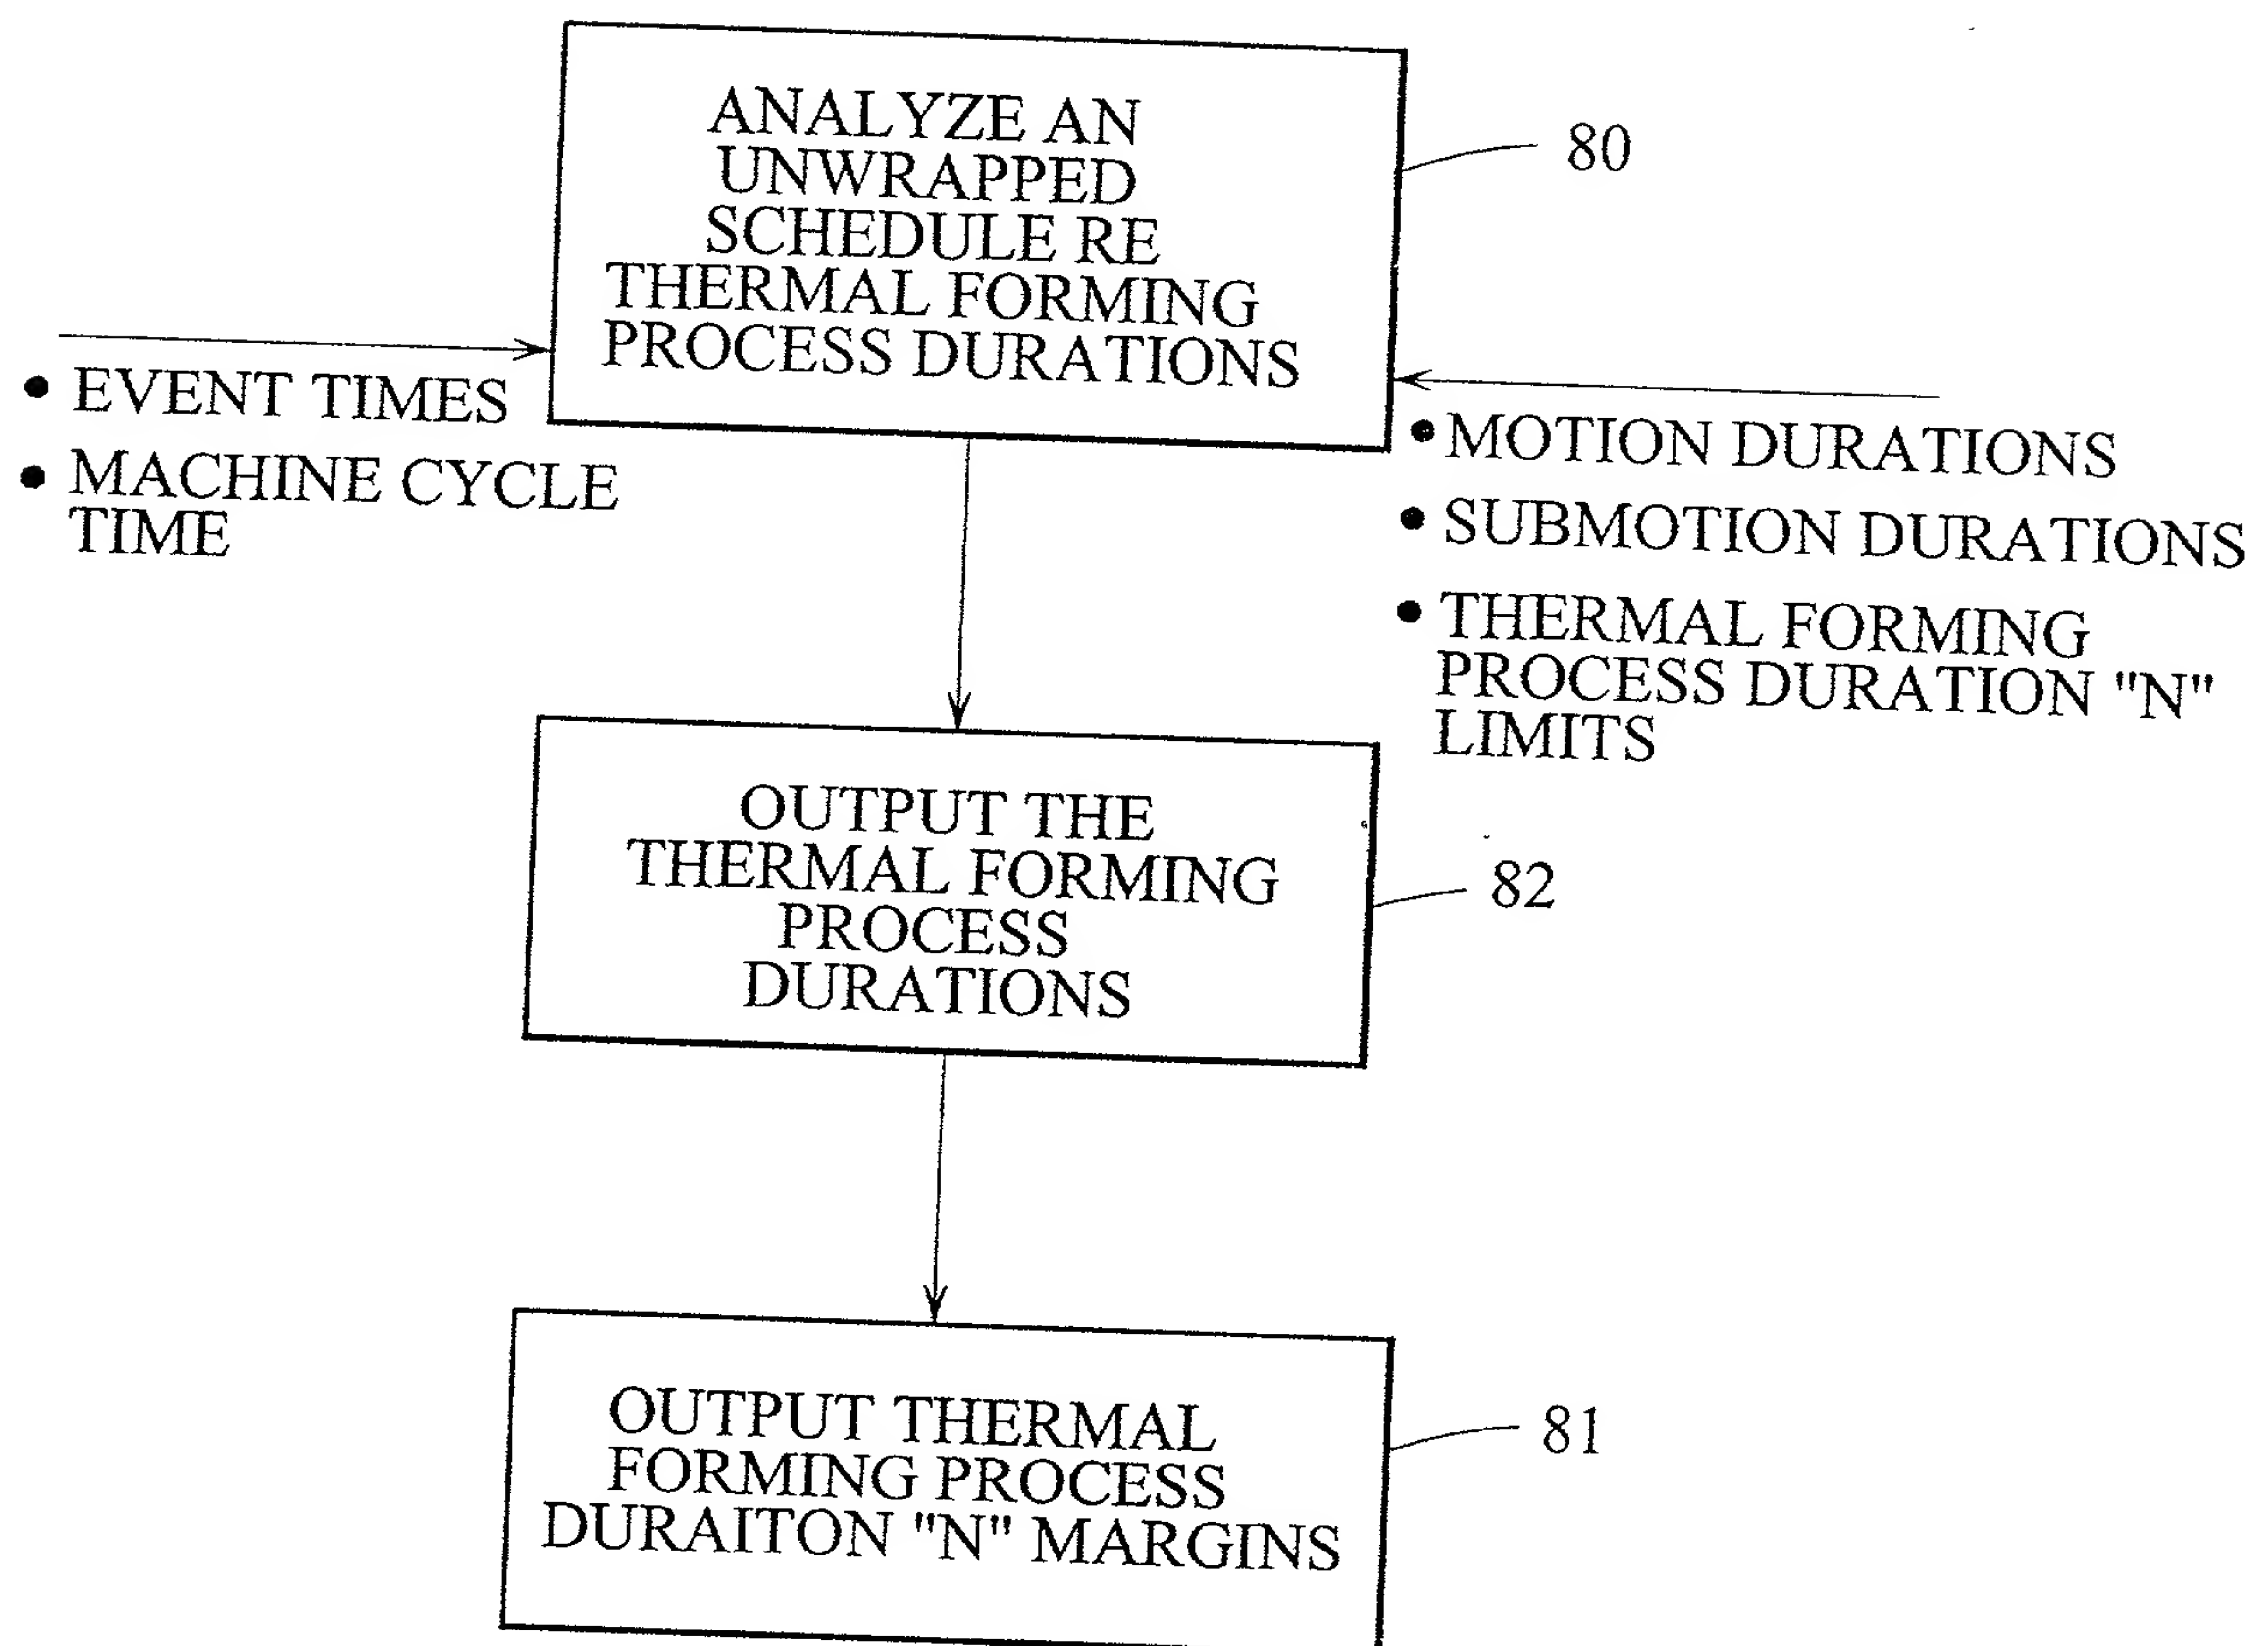 ANALYZE AN
UNWRAPPED
SCHEDULE RE
THERMAL FORMING
PROCESS DURATIONS
80
• EVENT TIMES
• MACHINE CYCLE
TIME
• MOTION DURATIONS
• SUBMOTION DURATIONS
• THERMAL FORMING
PROCESS DURATION "N"
LIMITS
OUTPUT THE
THERMAL FORMING
PROCESS
DURATIONS
82
OUTPUT THERMAL
FORMING PROCESS
DURAITON "N" MARGINS
81